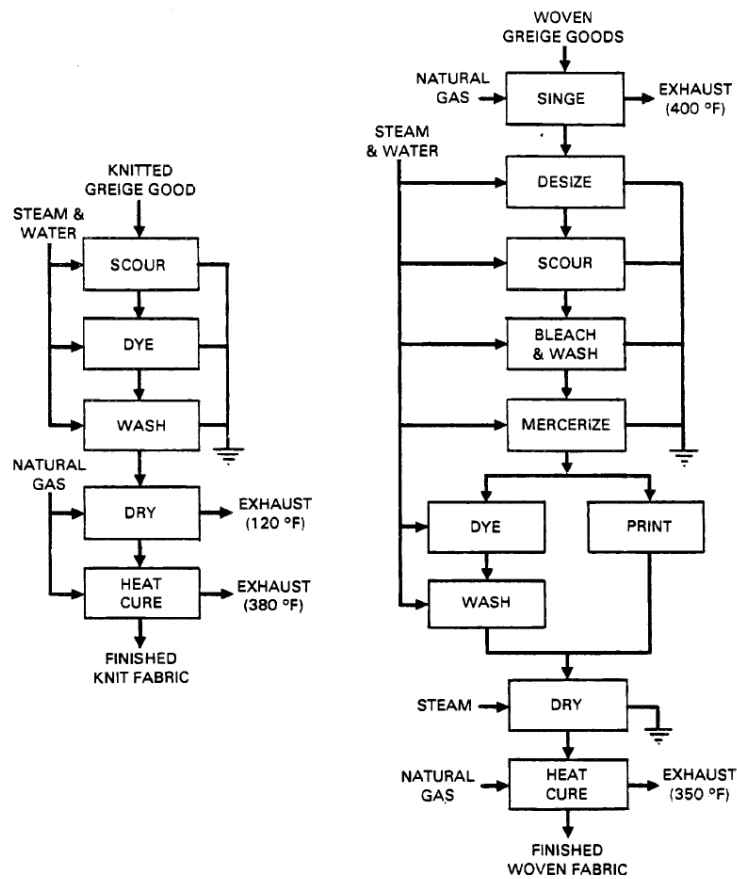 KNITTED
GREIGE GOOD
STEAM &
WATER
SCOUR
DYE
WASH
NATURAL
GAS
DRY
EXHAUST
(120 °F)
HEAT
CURE
EXHAUST
(380 °F)
FINISHED
KNIT FABRIC
WOVEN
GREIGE GOODS
NATURAL
GAS
SINGE
EXHAUST
(400 °F)
STEAM
& WATER
DESIZE
SCOUR
BLEACH
& WASH
MERCERIZE
DYE
PRINT
WASH
STEAM
DRY
NATURAL
GAS
HEAT
CURE
EXHAUST
(350 °F)
FINISHED
WOVEN FABRIC